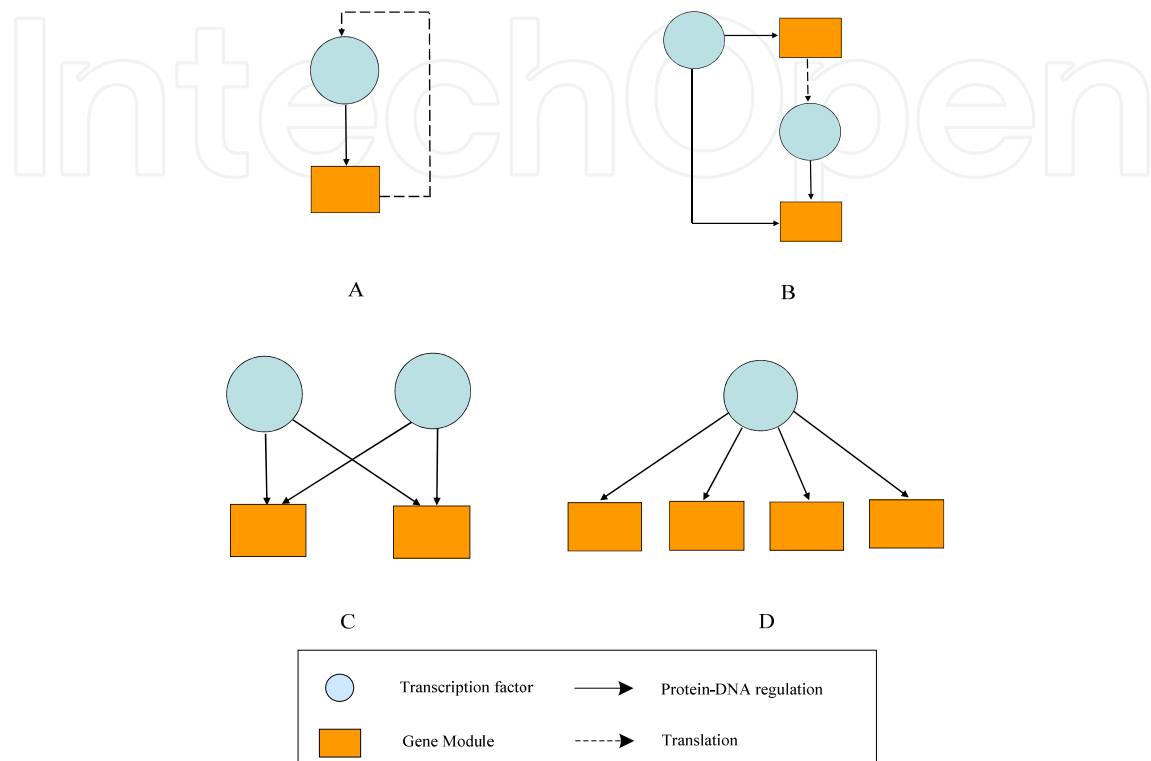 IntechOpen
A
B
C
D
Transcription factor
Protein-DNA regulation
Gene Module
Translation